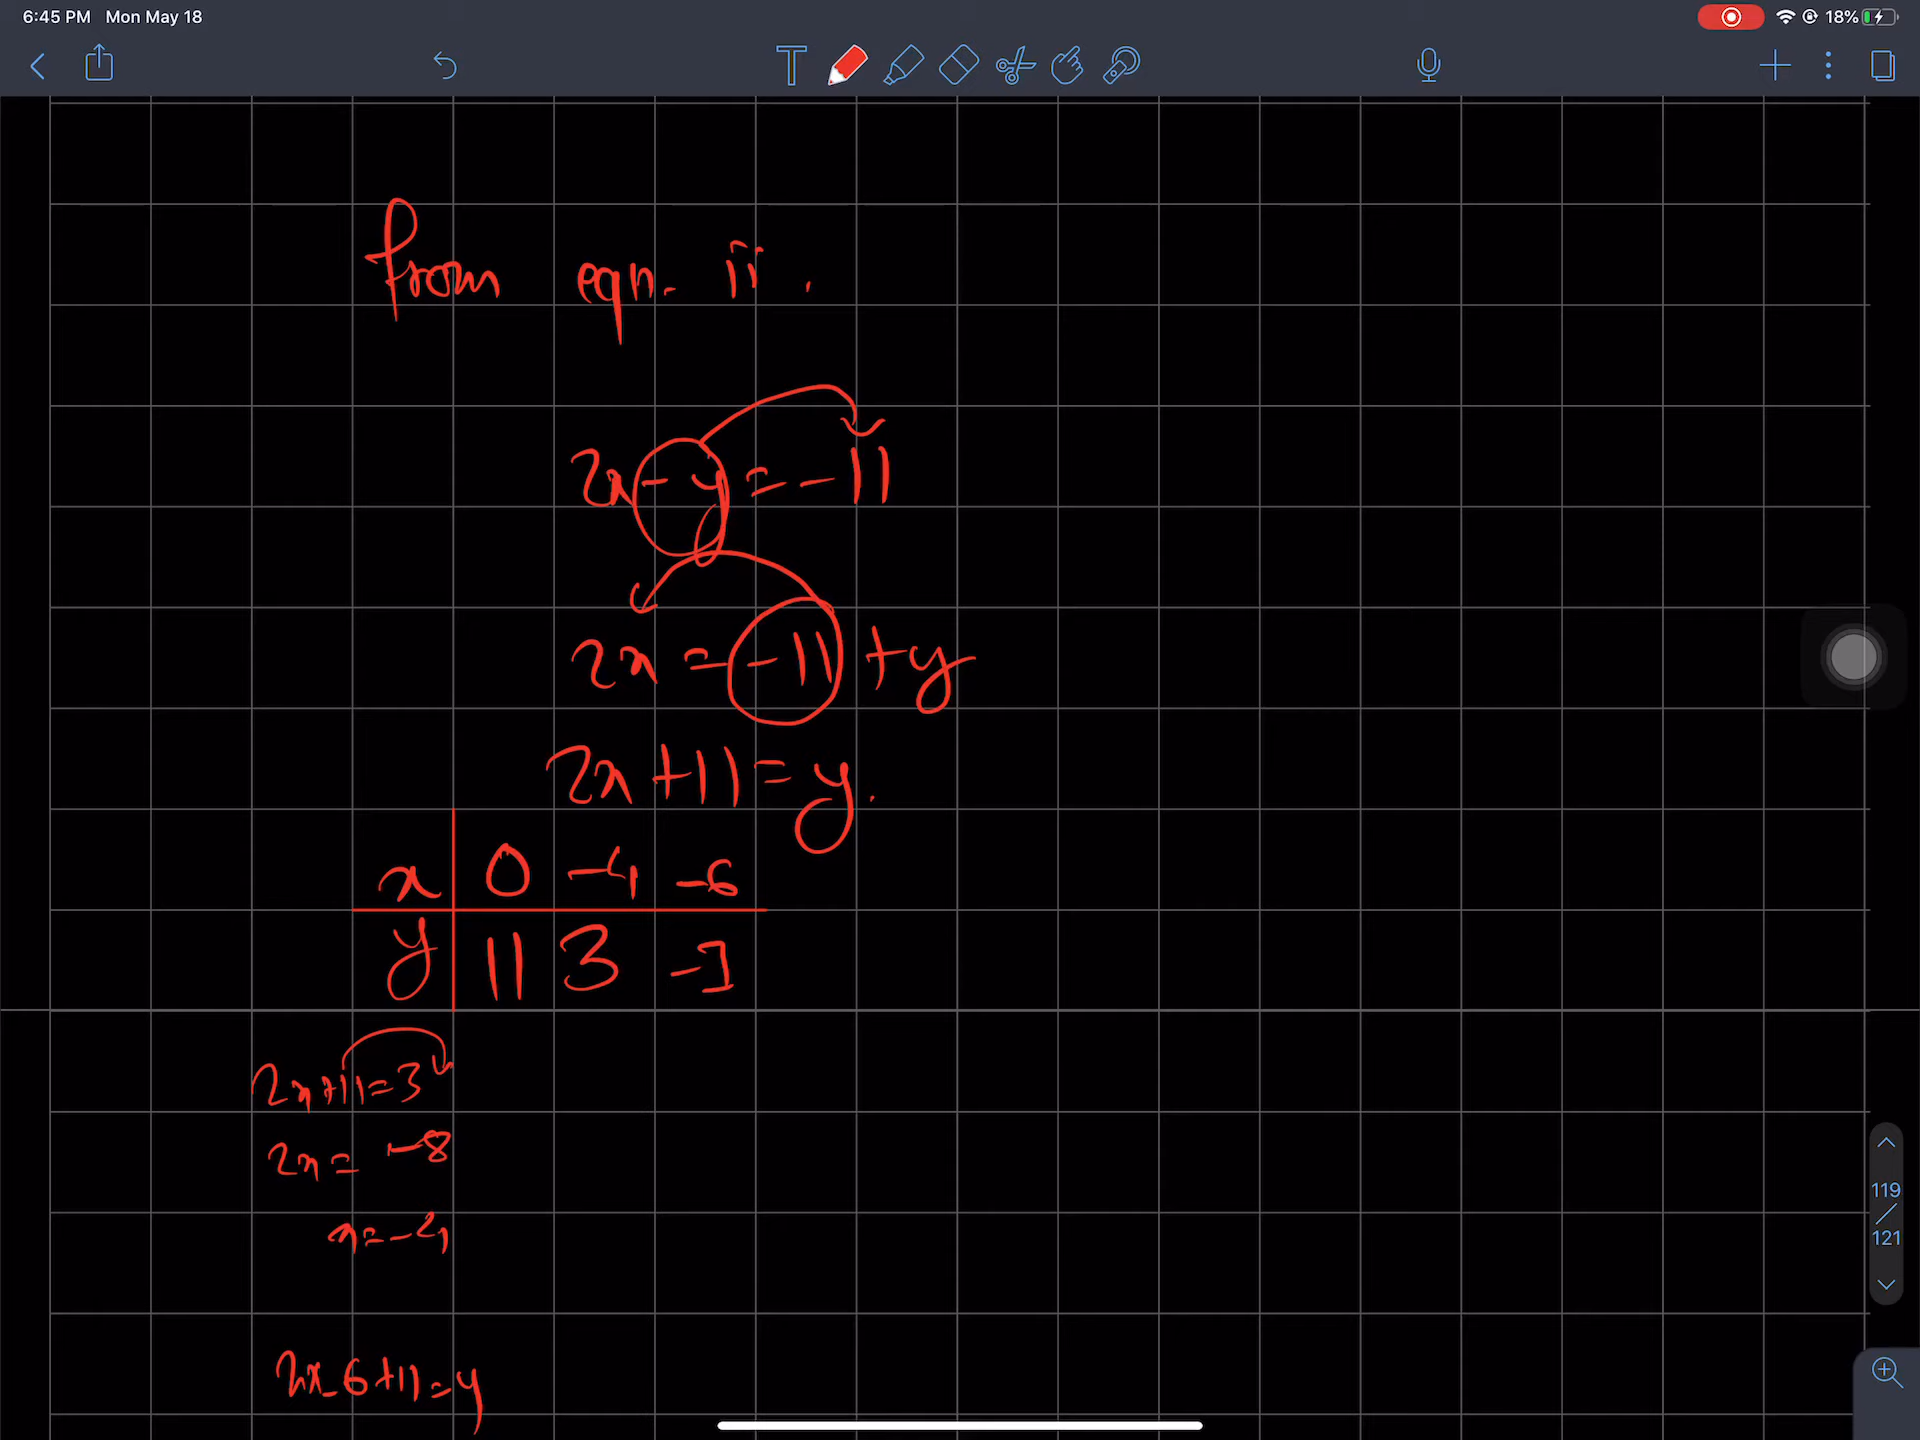 6:45 PM Mon May 18
18%
T
from eqn. ii.
2x - y = -11
2x = -11 + y
2x + 11 = y.
x 0 -4 -6
y 11 3 -1
2x+11=3
2x = -8
x = -4
2x-6+11=y
119
/
121